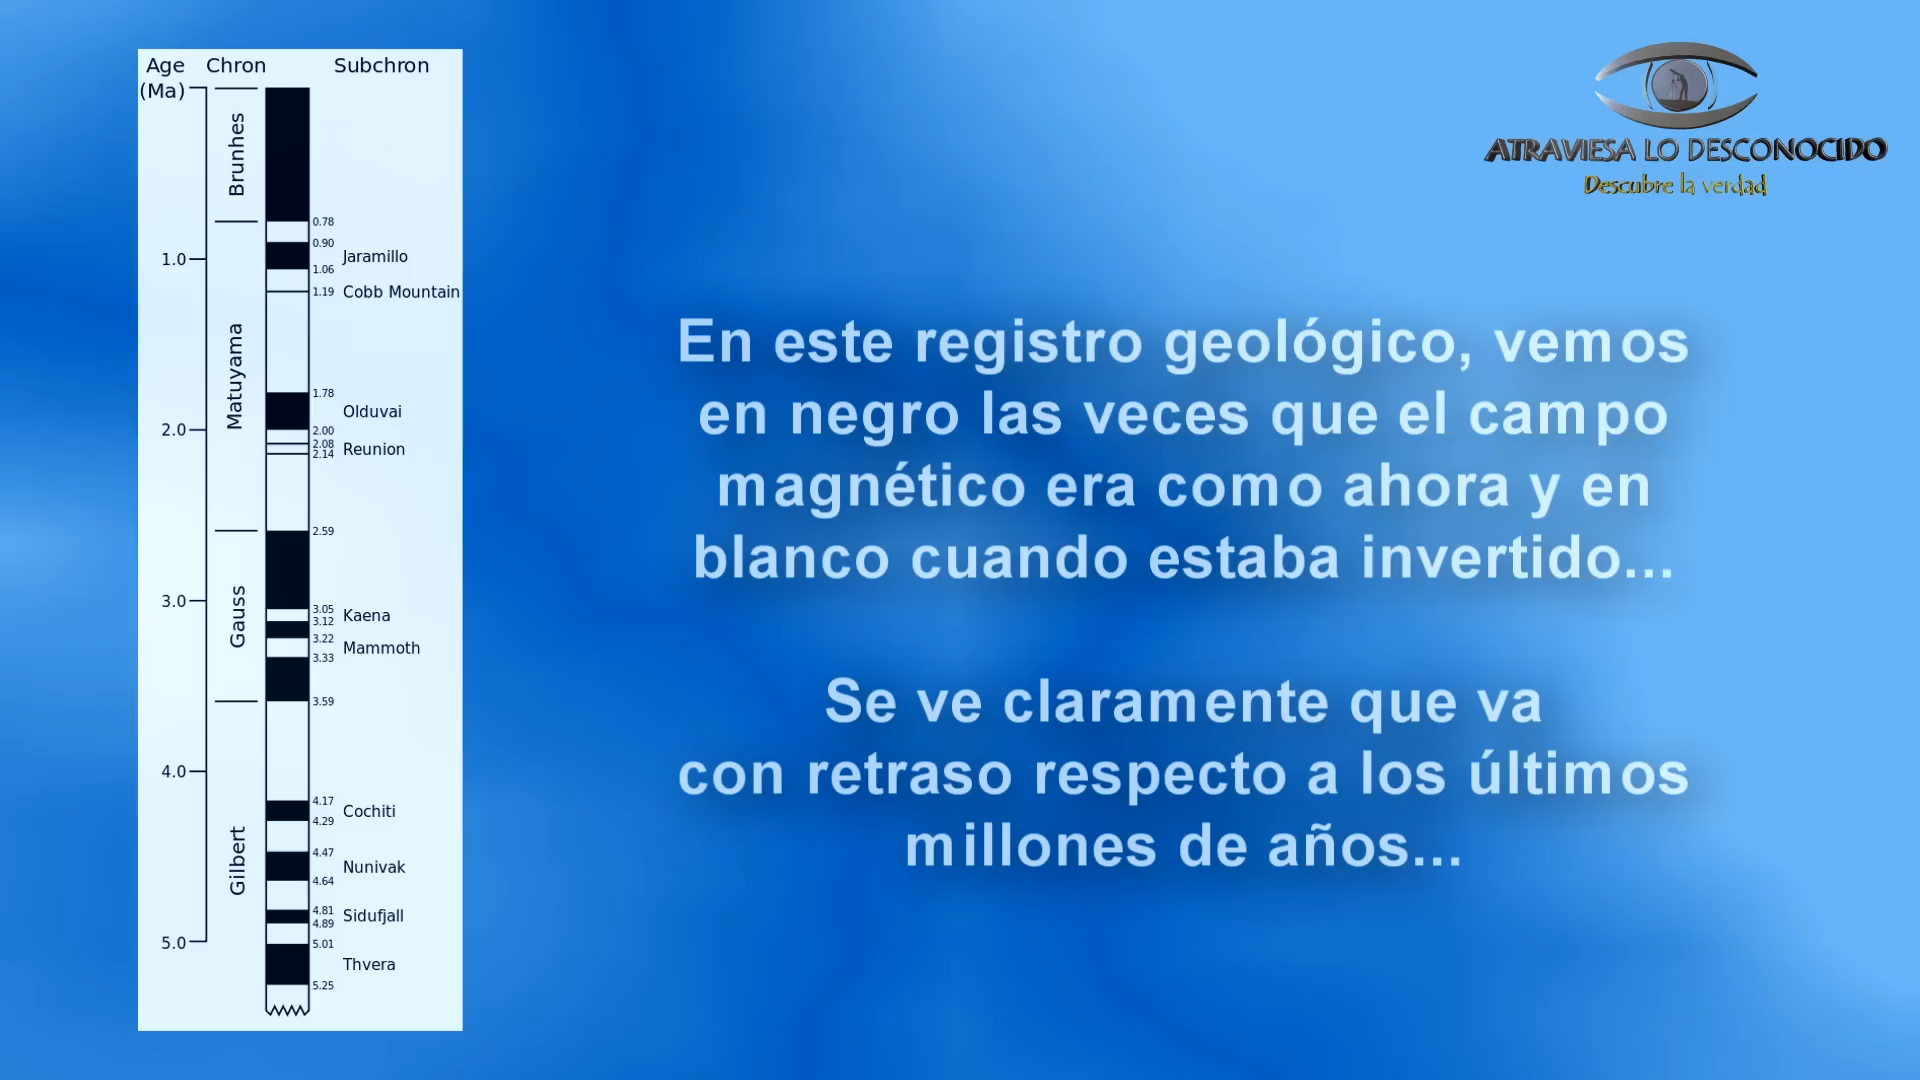 Age Chron Subchron
(Ma)
Brunhes
0.78
0.90
Jaramillo
1.0
1.06
1.19 Cobb Mountain
Matuyama
1.78
Olduvai
2.0
2.00
2.08
Reunion
2.14
2.59
Gauss
3.0
3.05
Kaena
3.12
3.22
Mammoth
3.33
3.59
4.0
4.17
Cochiti
4.29
Gilbert
4.47
Nunivak
4.64
4.81
Sidufjall
4.89
5.0
5.01
Thvera
5.25
ATRAVIESA LO DESCONOCIDO
Descubre la verdad
En este registro geológico, vemos
en negro las veces que el campo
magnético era como ahora y en
blanco cuando estaba invertido...
Se ve claramente que va
con retraso respecto a los últimos
millones de años...